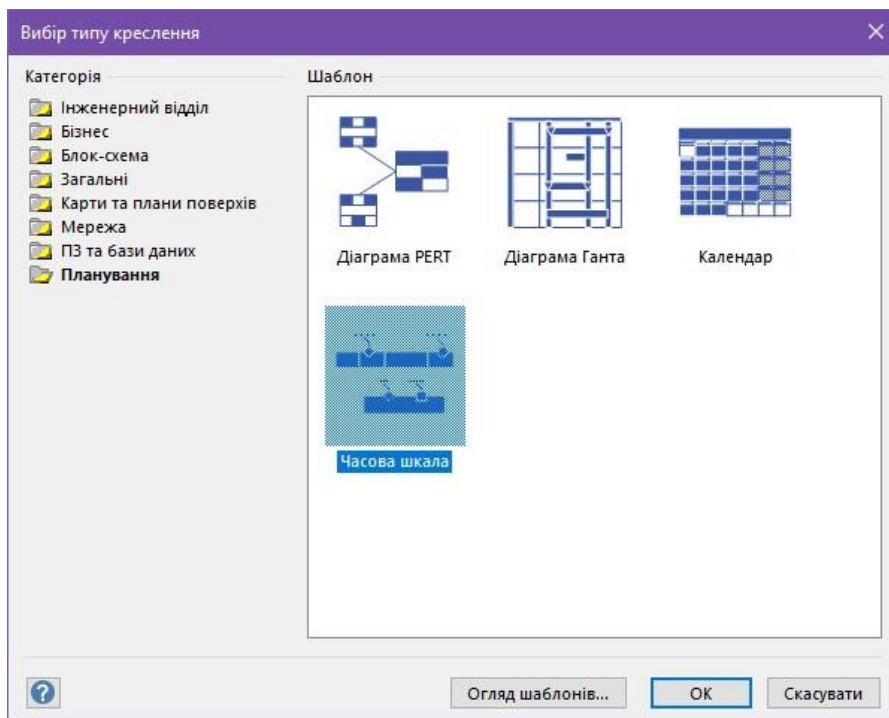 Вибір типу креслення
Категорія
Інженерний відділ
Бізнес
Блок-схема
Загальні
Карти та плани поверхів
Мережа
ПЗ та бази даних
Планування
Шаблон
Діаграма PERT
Діаграма Ганта
Календар
Часова шкала
?
Огляд шаблонів...
ОК
Скасувати